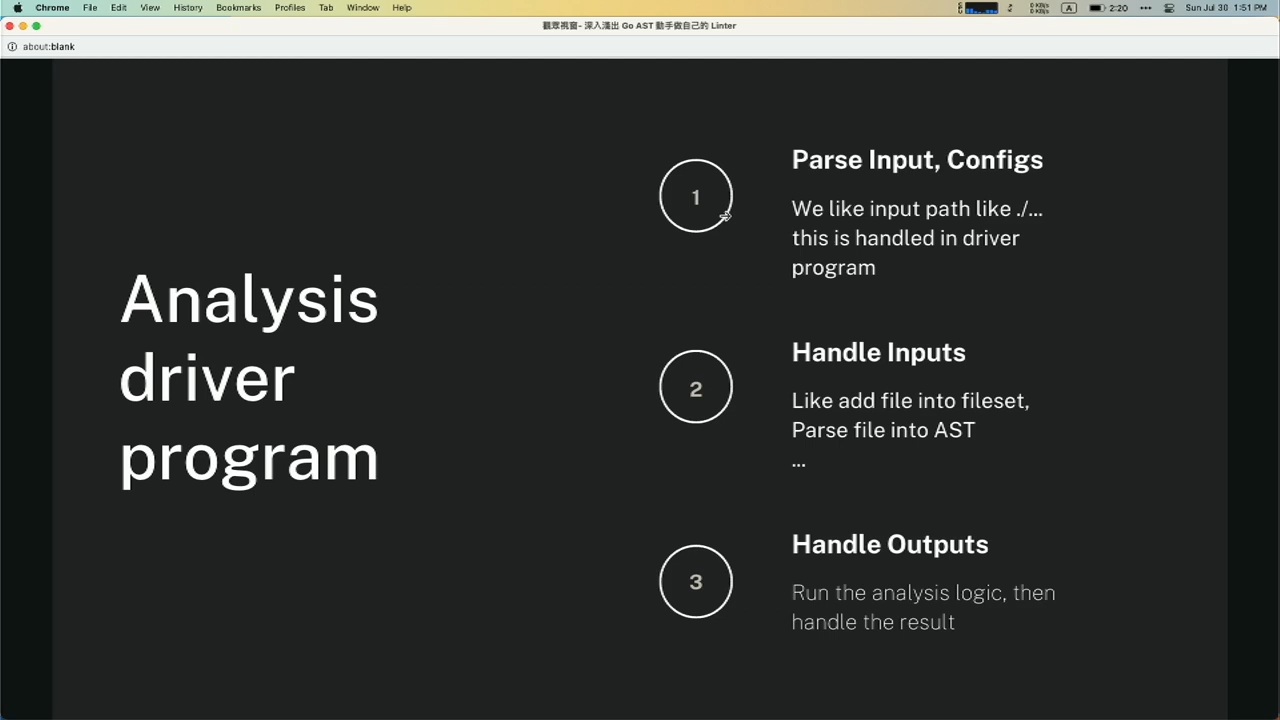 Chrome File Edit View History Bookmarks Profiles Tab Window Help
A 2:20 Sun Jul 30 1:51 PM
觀眾視窗- 深入淺出 Go AST 動手做自己的 Linter
about:blank
Analysis
driver
program
1
Parse Input, Configs
We like input path like ./...
this is handled in driver
program
2
Handle Inputs
Like add file into fileset,
Parse file into AST
...
3
Handle Outputs
Run the analysis logic, then
handle the result